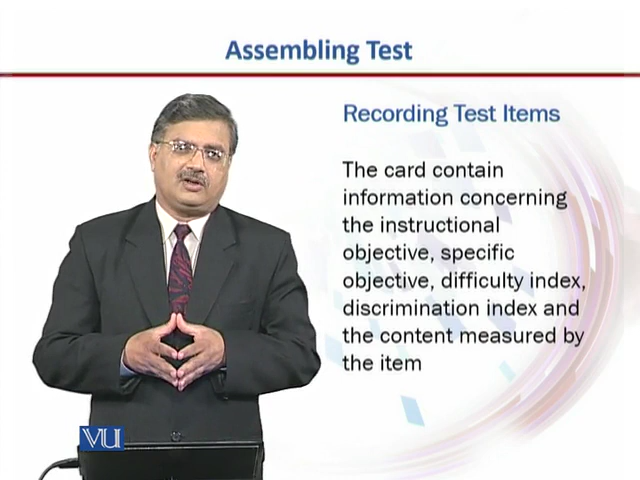 Assembling Test
Recording Test Items
The card contain
information concerning
the instructional
objective, specific
objective, difficulty index,
discrimination index and
the content measured by
the item
VU